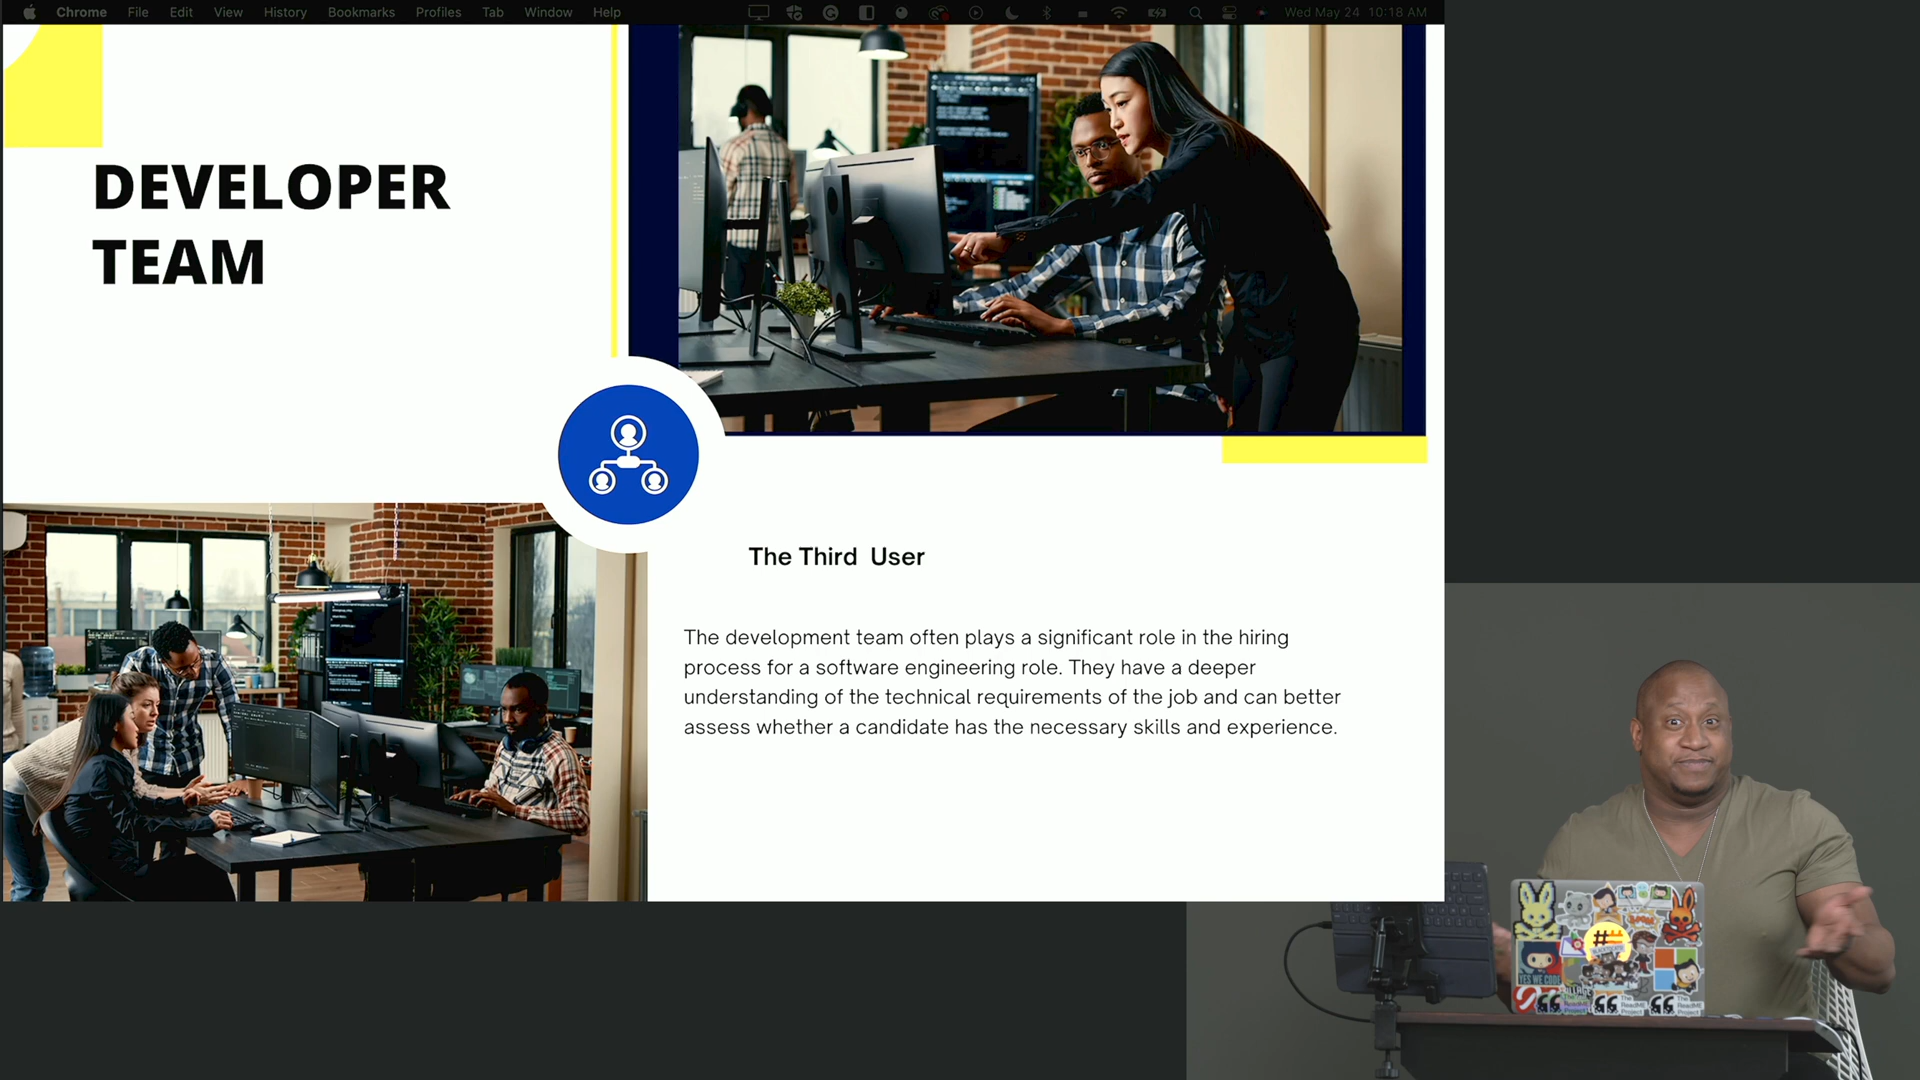 Chrome File Edit View History Bookmarks Profiles Tab Window Help
Wed May 24 10:18 AM
DEVELOPER
TEAM
The Third User
The development team often plays a significant role in the hiring
process for a software engineering role. They have a deeper
understanding of the technical requirements of the job and can better
assess whether a candidate has the necessary skills and experience.
YES WE CODE